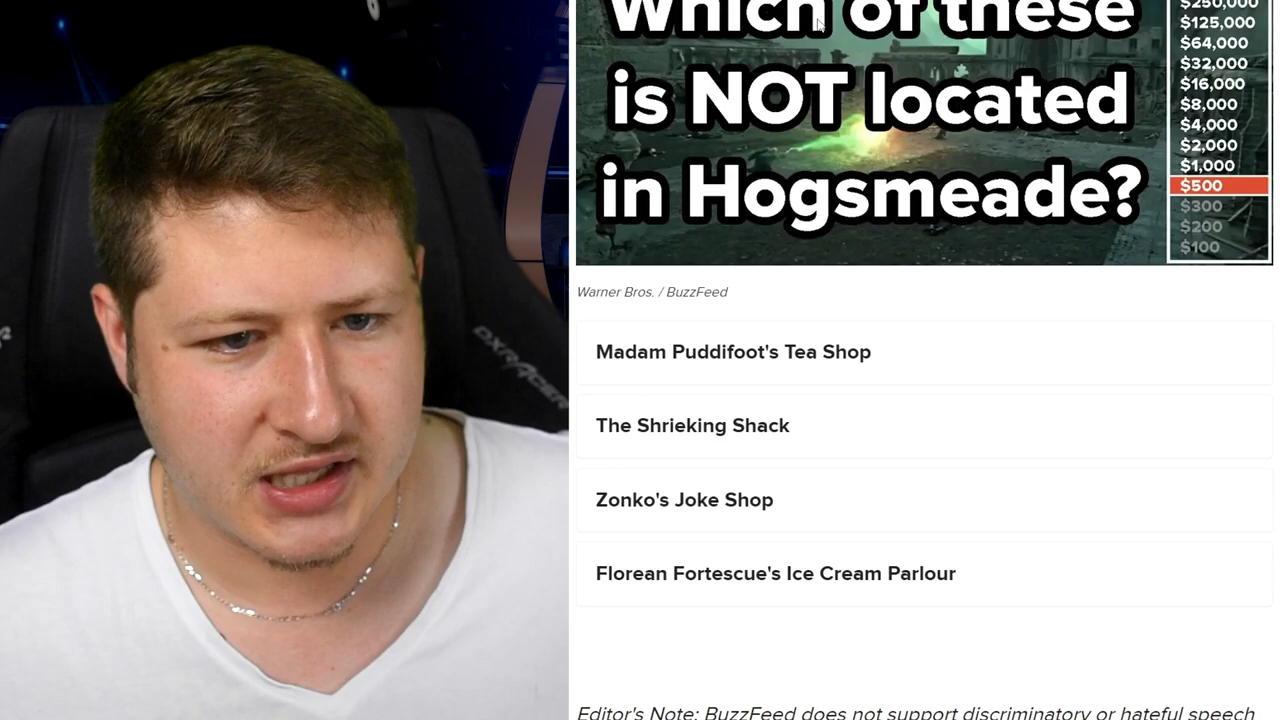 Which of these
is NOT located
in Hogsmeade?
$250,000
$125,000
$64,000
$32,000
$16,000
$8,000
$4,000
$2,000
$1,000
$500
$300
$200
$100
Warner Bros. / BuzzFeed
Madam Puddifoot's Tea Shop
The Shrieking Shack
Zonko's Joke Shop
Florean Fortescue's Ice Cream Parlour
Editor's Note: BuzzFeed does not support discriminatory or hateful speech
DXRACER